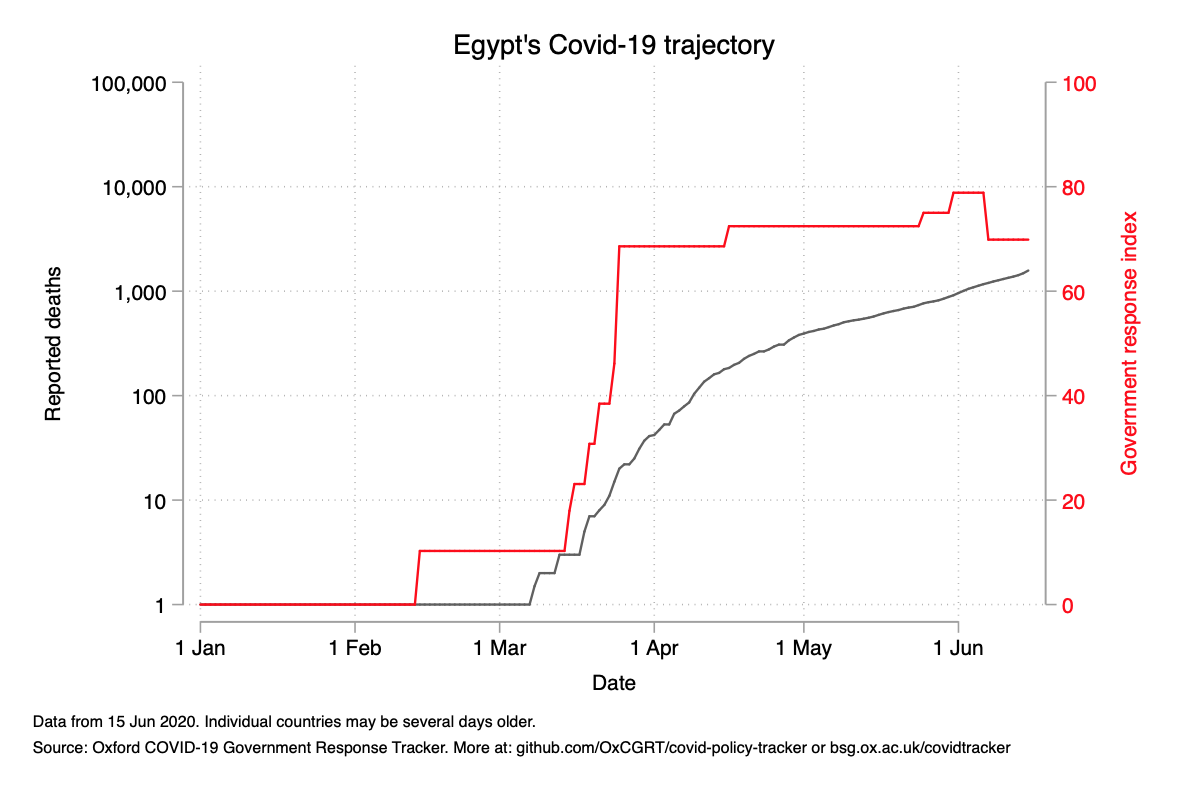 Egypt's Covid-19 trajectory
100,000
10,000
1,000
100
10
1
Reported deaths
100
80
60
40
20
0
Government response index
1 Jan
1 Feb
1 Mar
1 Apr
1 May
1 Jun
Date
Data from 15 Jun 2020. Individual countries may be several days older.
Source: Oxford COVID-19 Government Response Tracker. More at: github.com/OxCGRT/covid-policy-tracker or bsg.ox.ac.uk/covidtracker